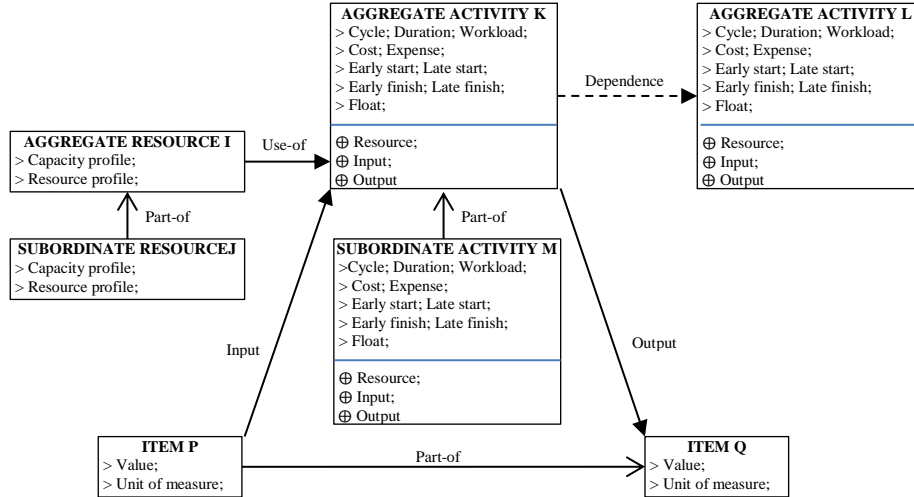 AGGREGATE ACTIVITY K
> Cycle; Duration; Workload;
> Cost; Expense;
> Early start; Late start;
> Early finish; Late finish;
> Float;
⊕ Resource;
⊕ Input;
⊕ Output
Dependence
AGGREGATE ACTIVITY L
> Cycle; Duration; Workload;
> Cost; Expense;
> Early start; Late start;
> Early finish; Late finish;
> Float;
⊕ Resource;
⊕ Input;
⊕ Output
AGGREGATE RESOURCE I
> Capacity profile;
> Resource profile;
Use-of
Part-of
SUBORDINATE RESOURCEJ
> Capacity profile;
> Resource profile;
Part-of
SUBORDINATE ACTIVITY M
>Cycle; Duration; Workload;
> Cost; Expense;
> Early start; Late start;
> Early finish; Late finish;
> Float;
⊕ Resource;
⊕ Input;
⊕ Output
Input
Output
ITEM P
> Value;
> Unit of measure;
Part-of
ITEM Q
> Value;
> Unit of measure;